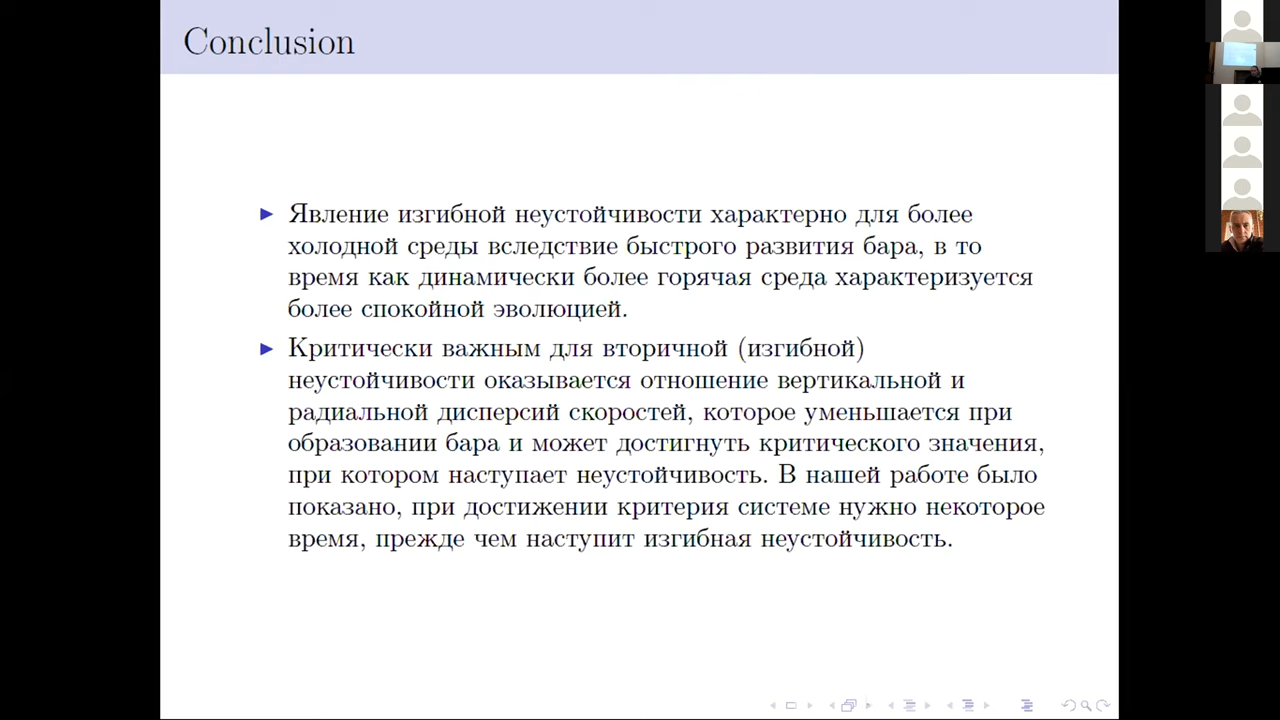 Conclusion
Явление изгибной неустойчивости характерно для более
холодной среды вследствие быстрого развития бара, в то
время как динамически более горячая среда характеризуется
более спокойной эволюцией.
Критически важным для вторичной (изгибной)
неустойчивости оказывается отношение вертикальной и
радиальной дисперсий скоростей, которое уменьшается при
образовании бара и может достигнуть критического значения,
при котором наступает неустойчивость. В нашей работе было
показано, при достижении критерия системе нужно некоторое
время, прежде чем наступит изгибная неустойчивость.